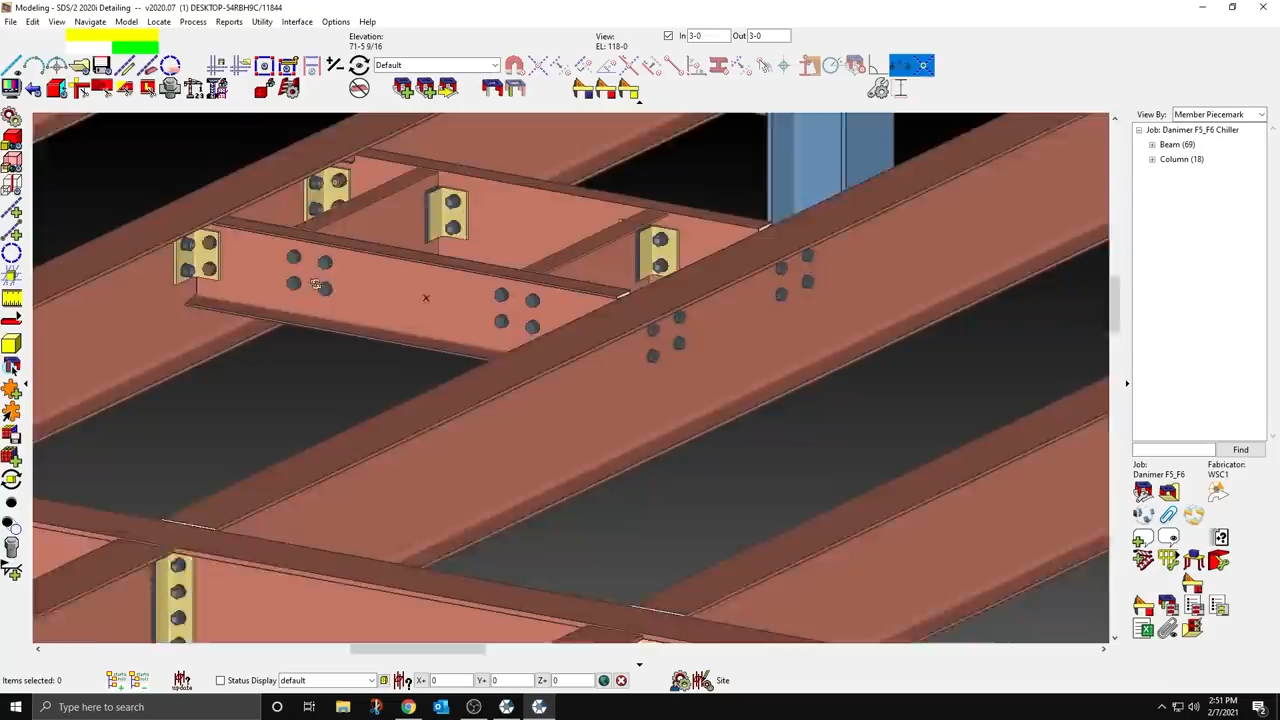 Modeling - SDS/2 2020i Detailing -- v2020.07 (1) DESKTOP-54RBH9C/11844
File Edit View Navigate Model Locate Process Reports Utility Interface Options Help
Elevation:
71-5 9/16
View:
EL: 118-0
In 3-0 Out 3-0
Default
View By: Member Piecemark
Job: Danimer F5_F6 Chiller
Beam (69)
Column (18)
Find
Job:
Danimer F5_F6
Fabricator:
WSC1
Items selected: 0
Status Display default
X+ 0 Y+ 0 Z+ 0
Site
Type here to search
2:51 PM
2/7/2021